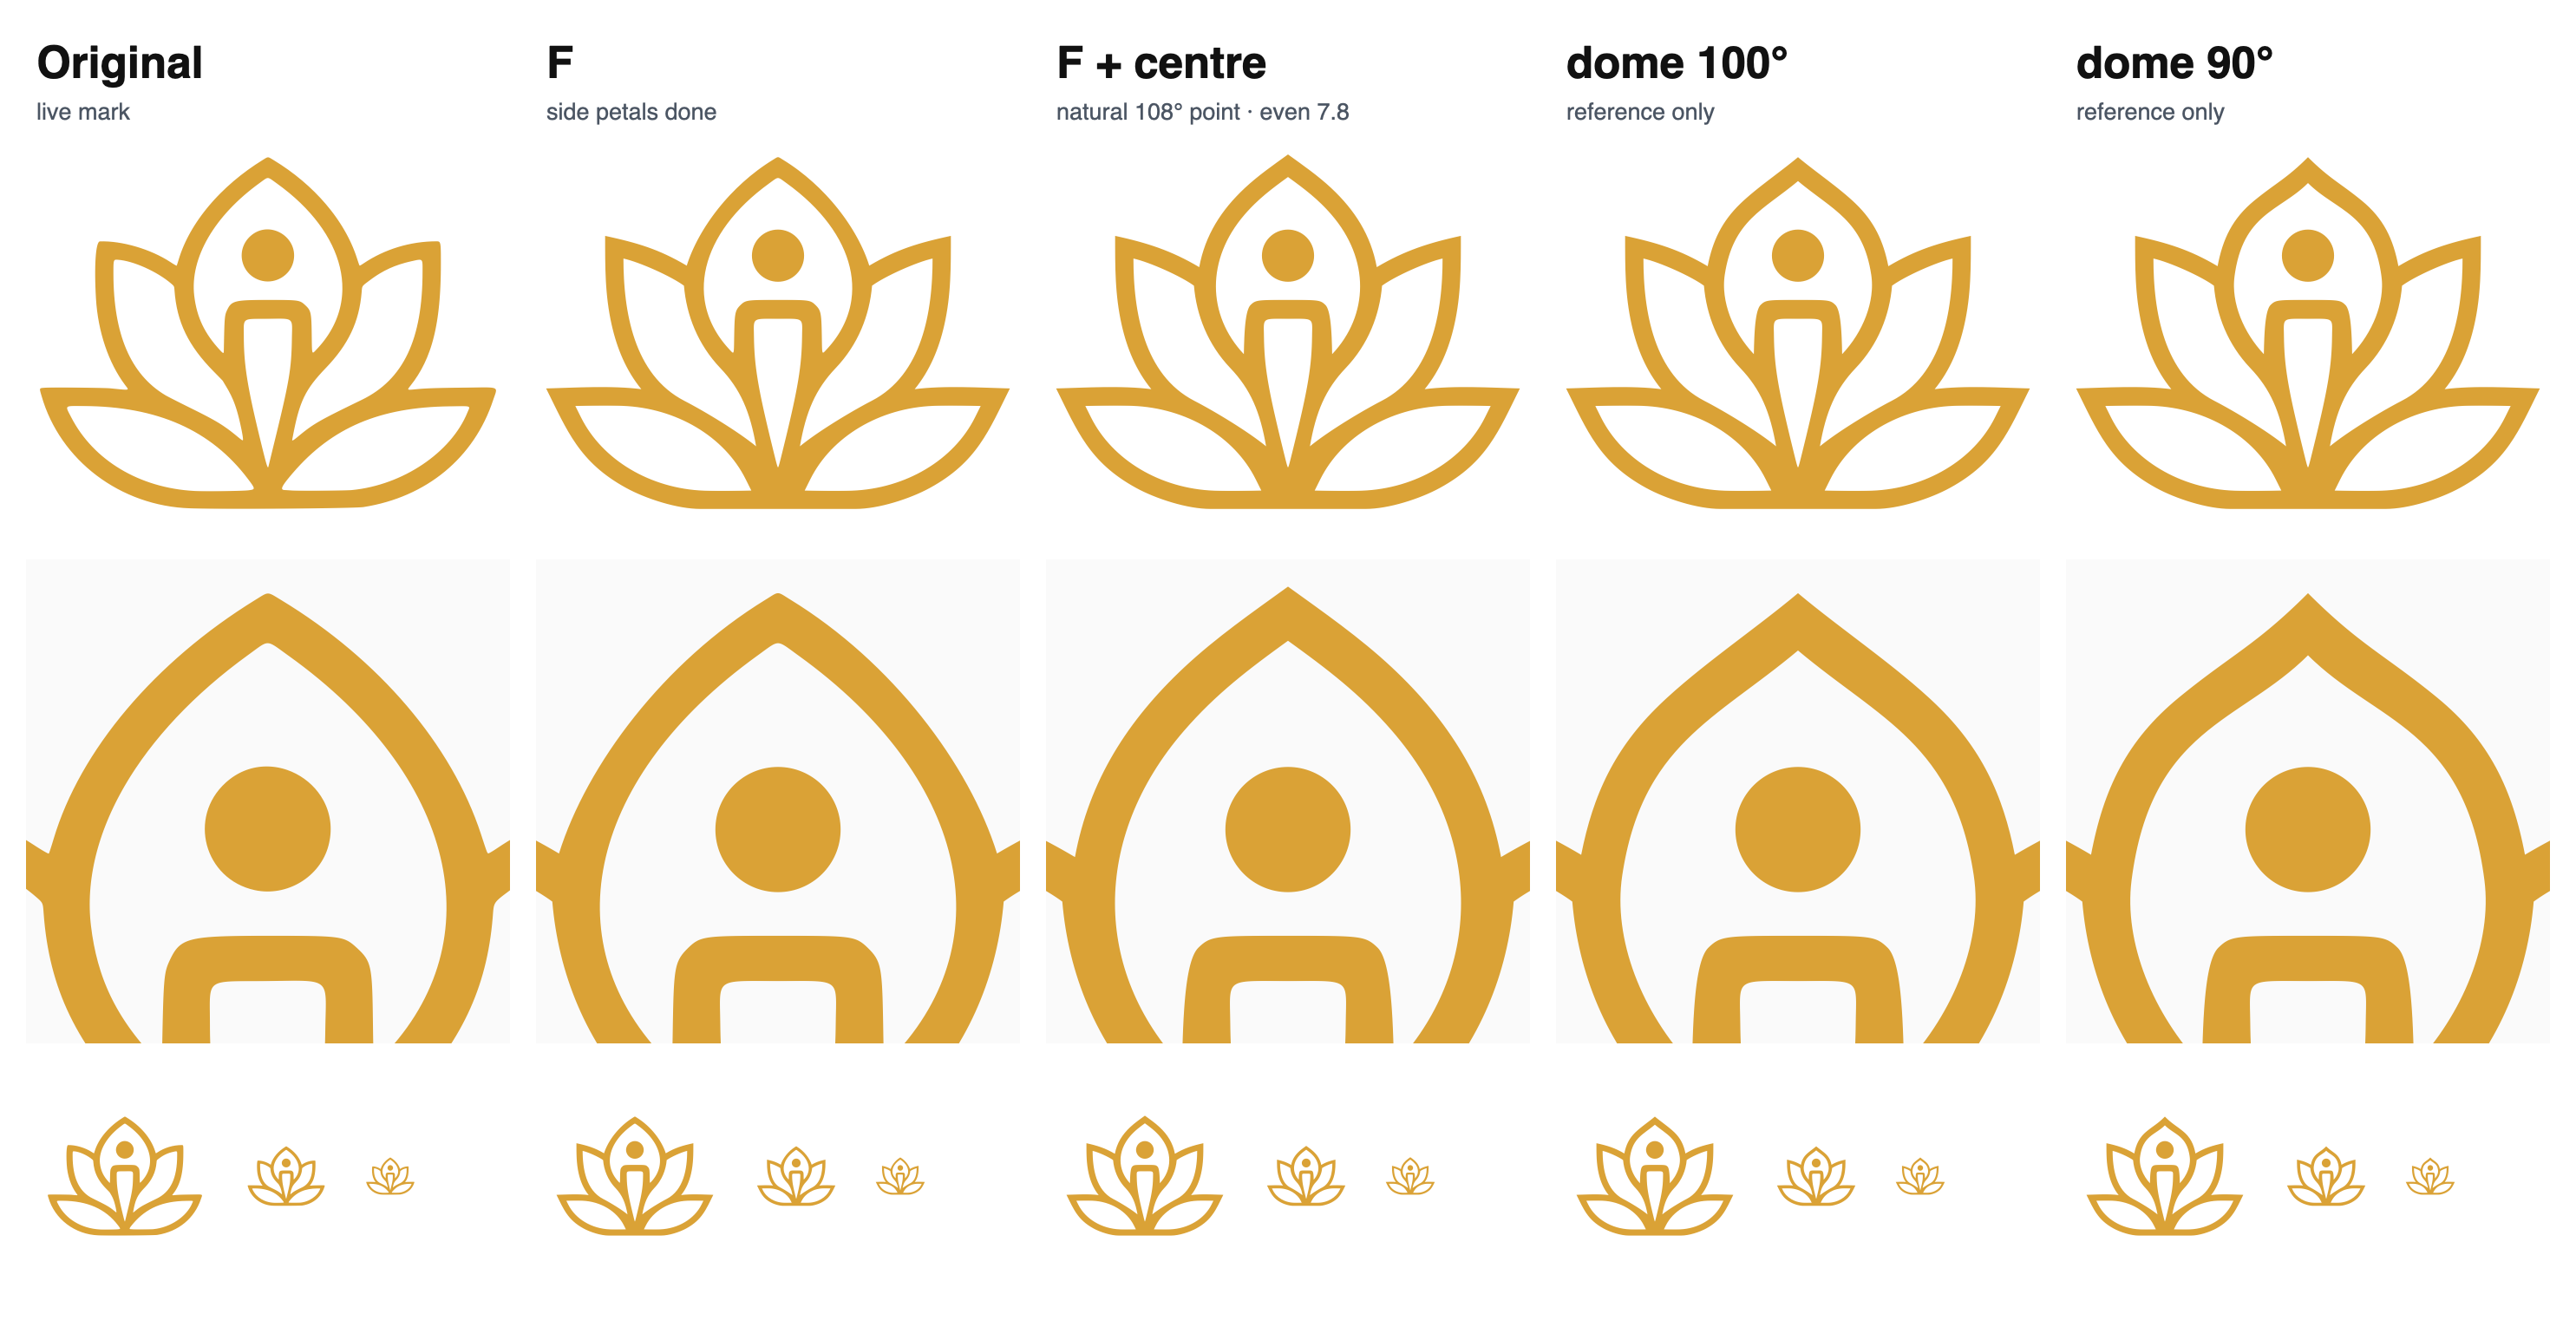 Original
live mark
F
side petals done
F + centre
natural 108° point · even 7.8
dome 100°
reference only
dome 90°
reference only